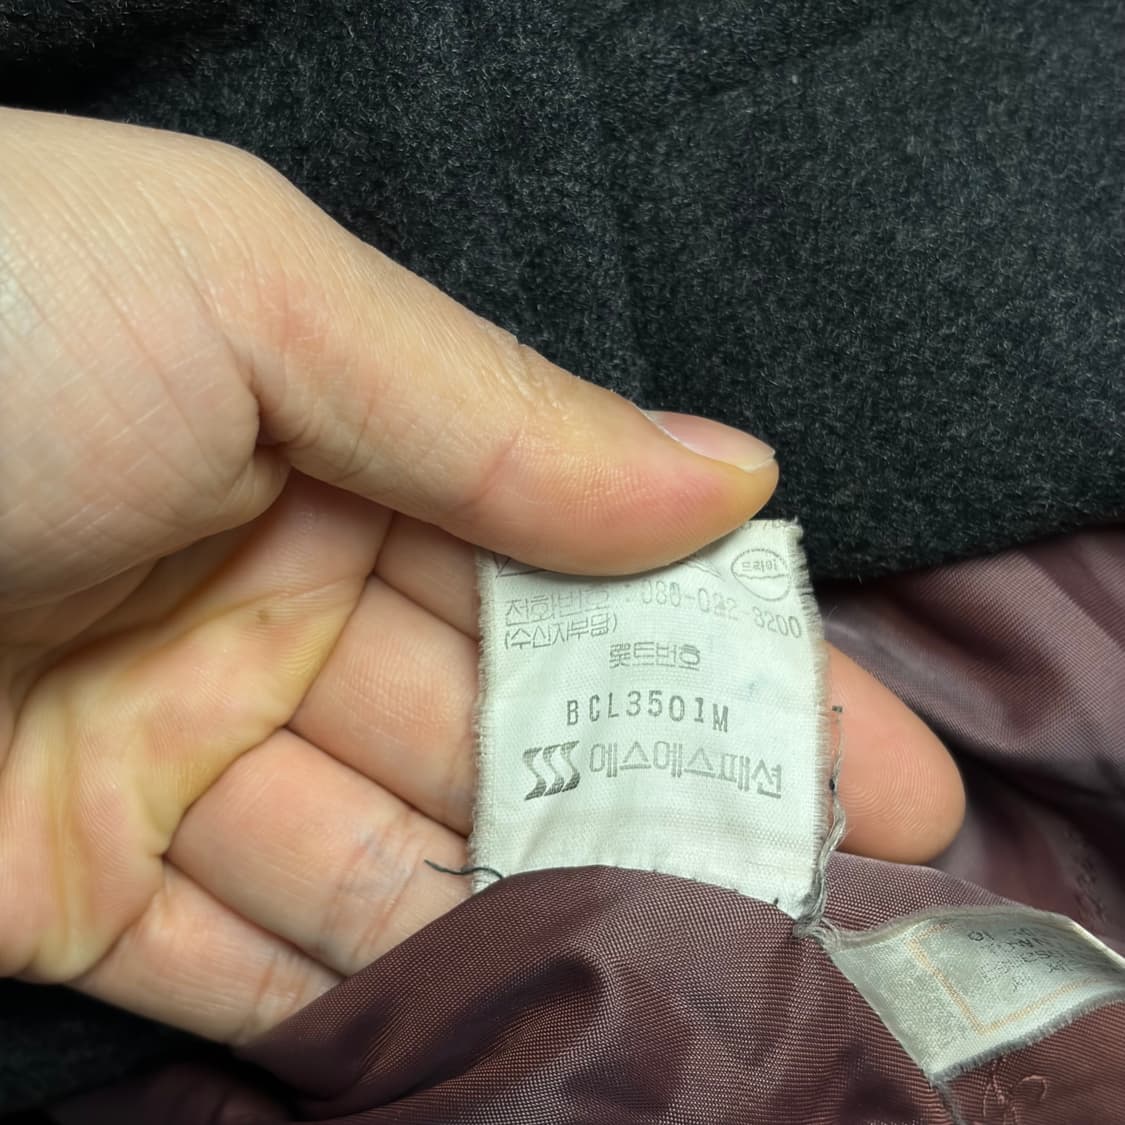 드라이
전화번호 : 080-022-3200
(수신자부담)
롯트번호
BCL3501M
SSS 에스에스패션